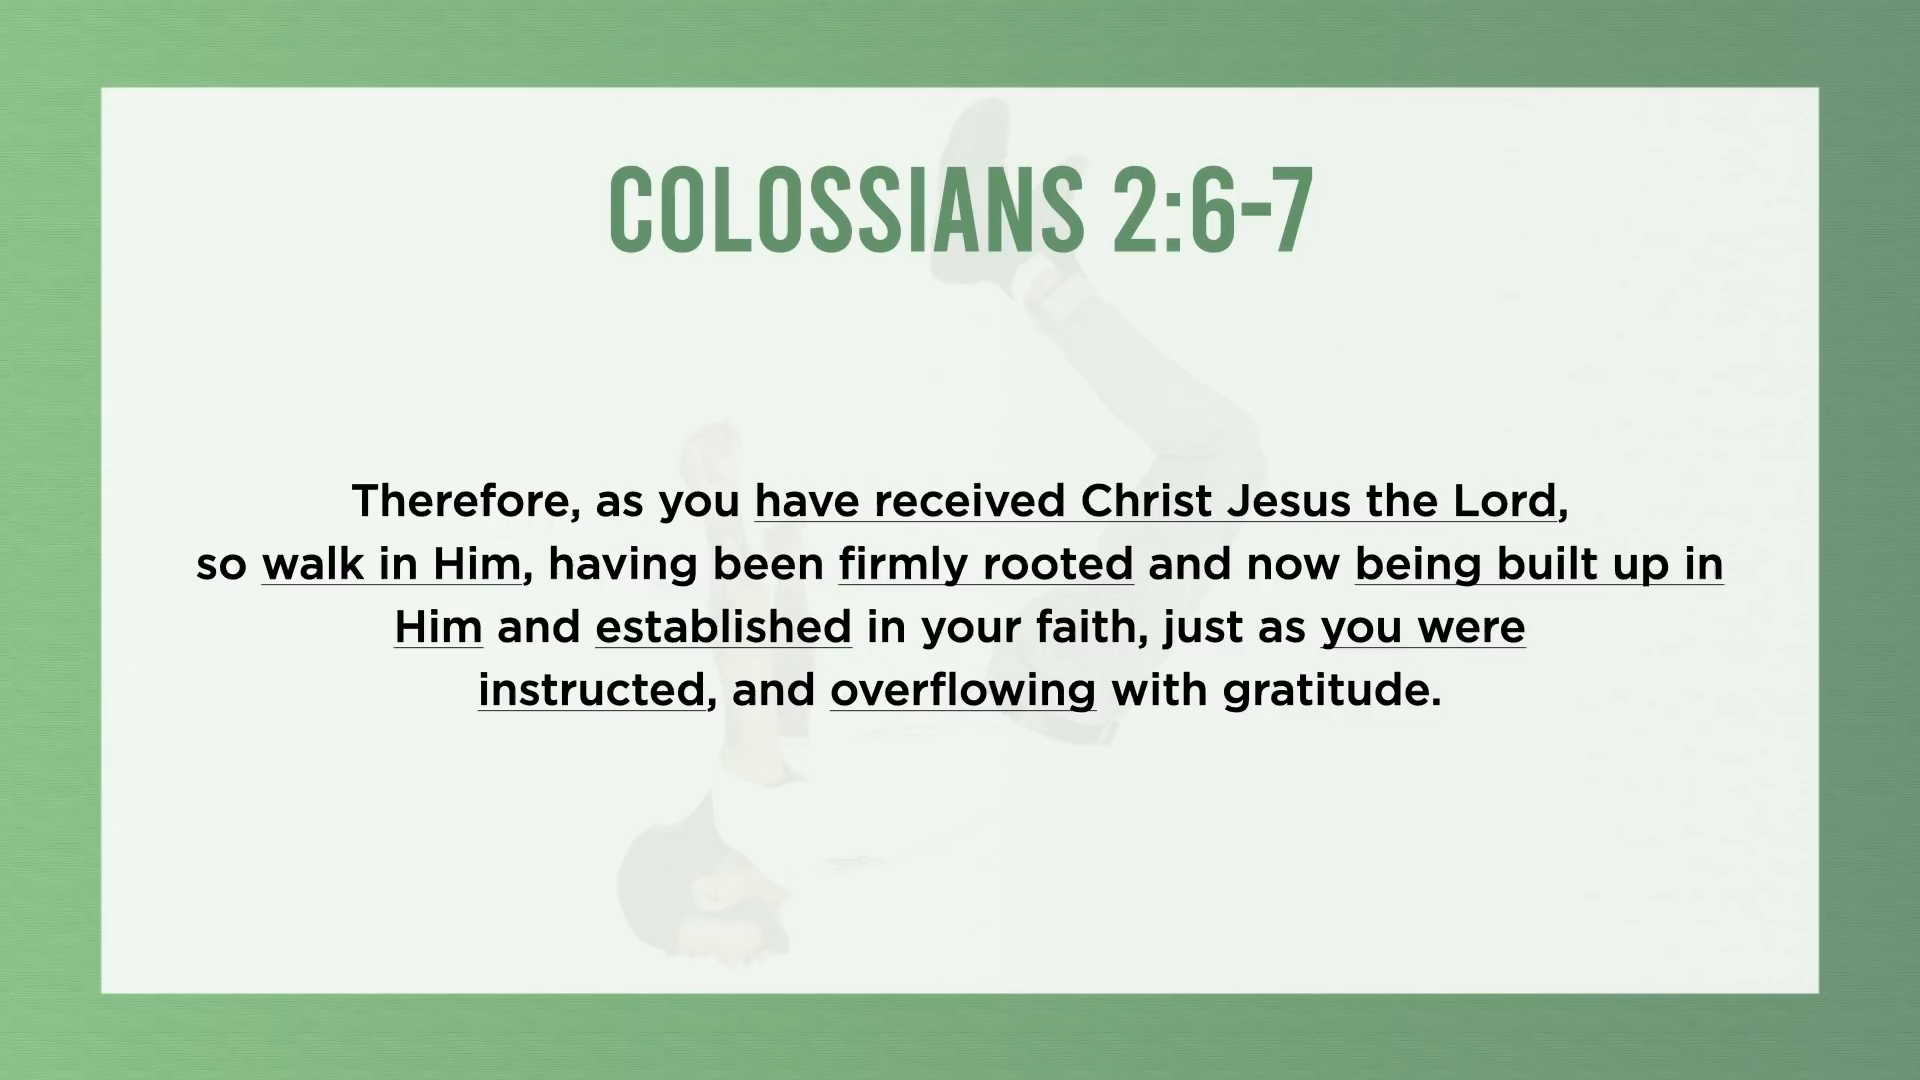 COLOSSIANS 2:6-7
Therefore, as you have received Christ Jesus the Lord,
so walk in Him, having been firmly rooted and now being built up in
Him and established in your faith, just as you were
instructed, and overflowing with gratitude.